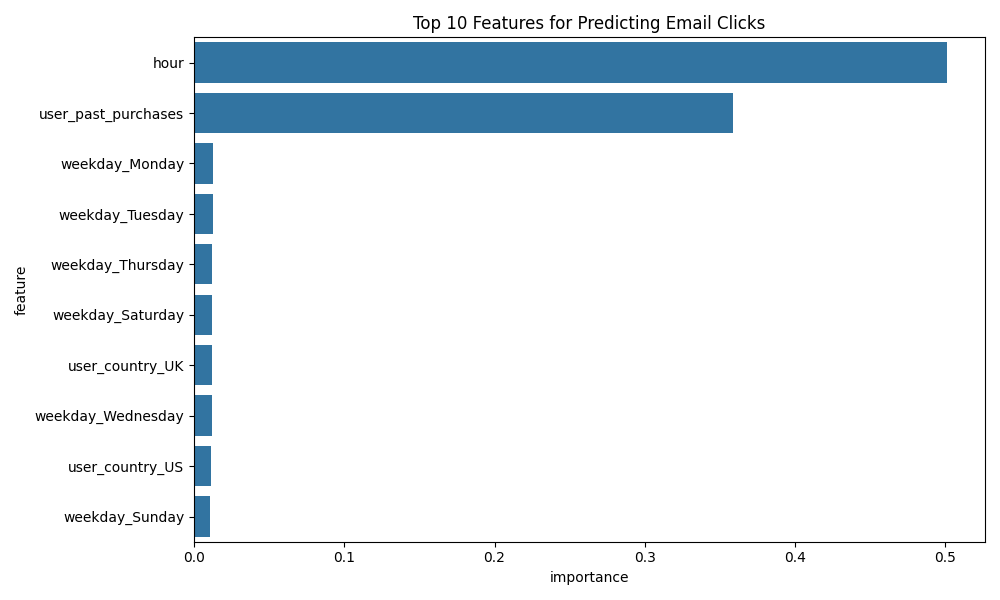 Top 10 Features for Predicting Email Clicks
feature
hour
user_past_purchases
weekday_Monday
weekday_Tuesday
weekday_Thursday
weekday_Saturday
user_country_UK
weekday_Wednesday
user_country_US
weekday_Sunday
0.0 0.1 0.2 0.3 0.4 0.5
importance